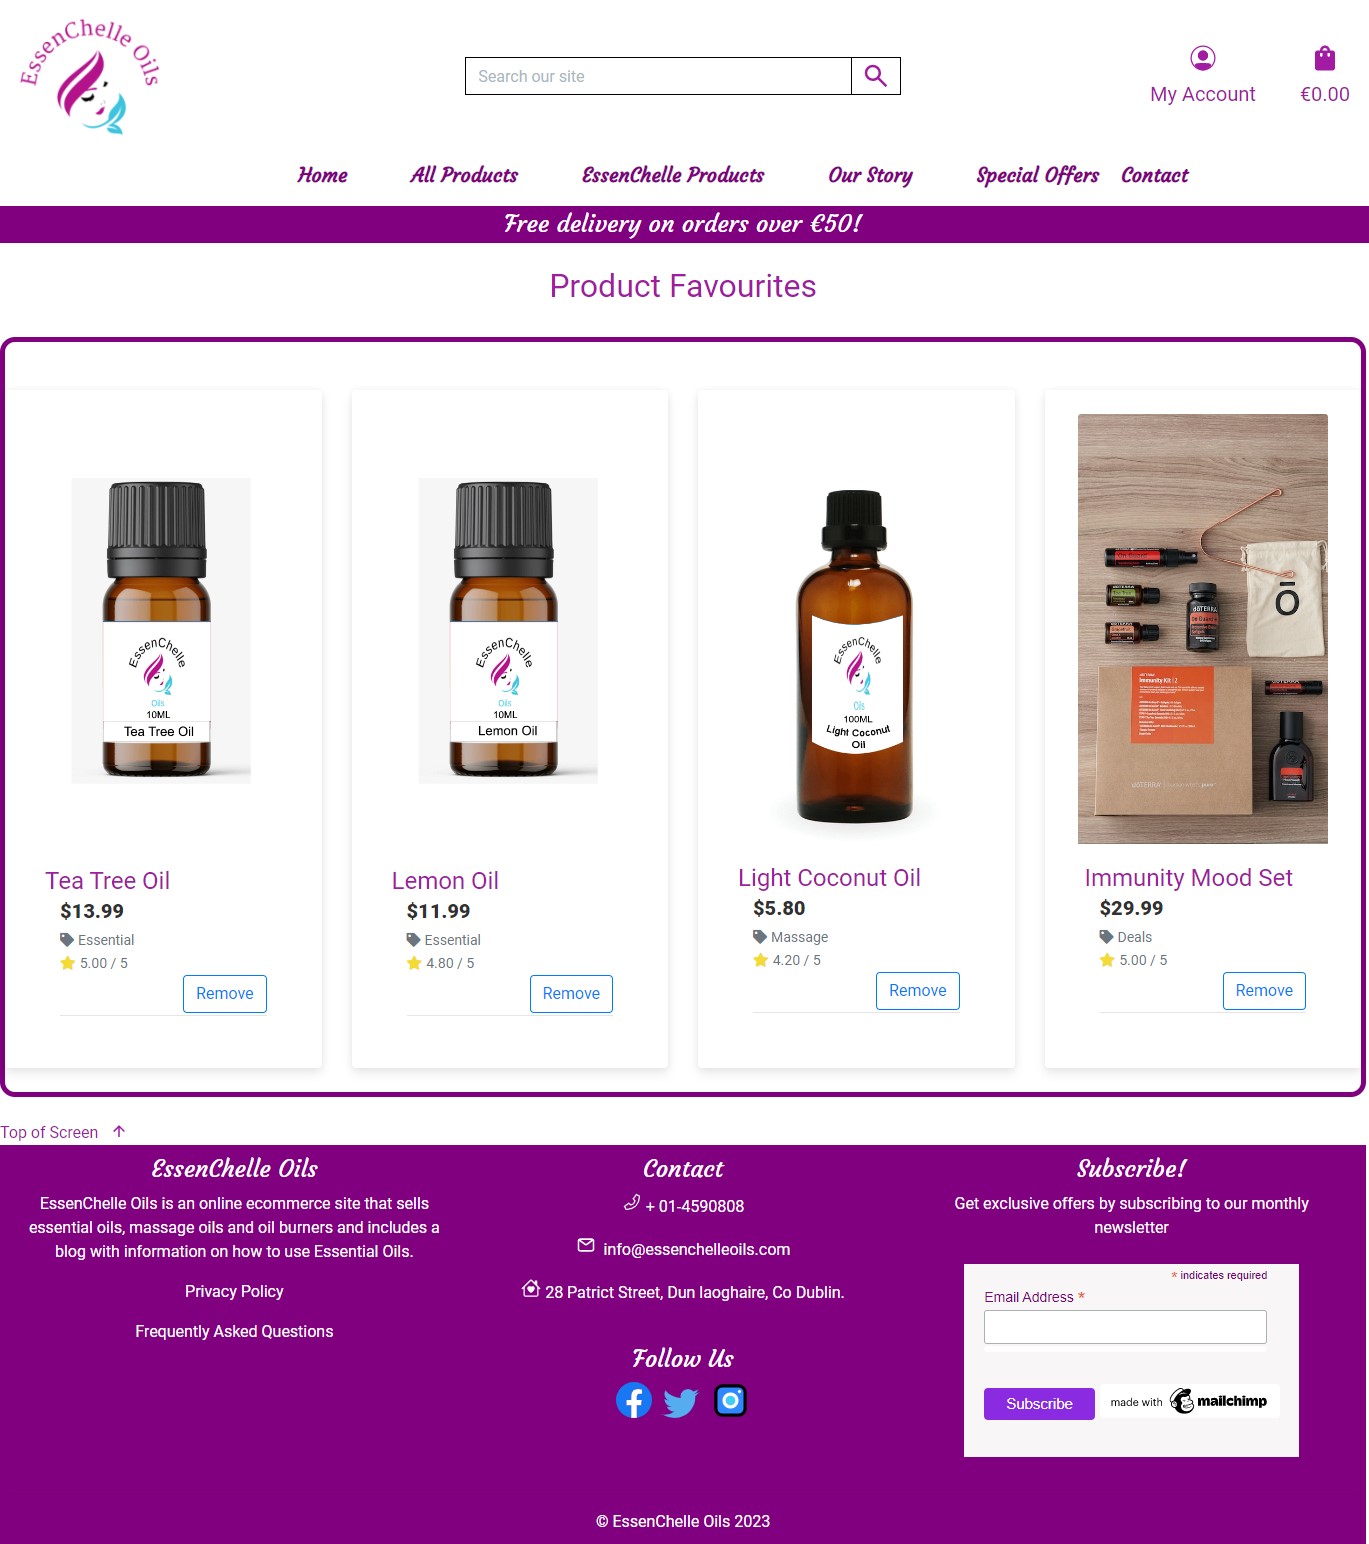 EssenChelle Oils
Search our site
My Account
€0.00
Home All Products EssenChelle Products Our Story Special Offers Contact
Free delivery on orders over €50!
Product Favourites
EssenChelle
Oils
10ML
Tea Tree Oil
EssenChelle
Oils
10ML
Lemon Oil
EssenChelle
Oils
100ML
Light Coconut
Oil
Ō
dōTERRA
On Guard
Immunity Kit | 2
dōTERRA
Tea Tree Oil
$13.99
Essential
5.00 / 5
Remove
Lemon Oil
$11.99
Essential
4.80 / 5
Remove
Light Coconut Oil
$5.80
Massage
4.20 / 5
Remove
Immunity Mood Set
$29.99
Deals
5.00 / 5
Remove
Top of Screen
EssenChelle Oils
EssenChelle Oils is an online ecommerce site that sells
essential oils, massage oils and oil burners and includes a
blog with information on how to use Essential Oils.
Privacy Policy
Frequently Asked Questions
Contact
+ 01-4590808
info@essenchelleoils.com
28 Patrict Street, Dun laoghaire, Co Dublin.
Follow Us
Subscribe!
Get exclusive offers by subscribing to our monthly
newsletter
* indicates required
Email Address *
Subscribe
made with mailchimp
© EssenChelle Oils 2023